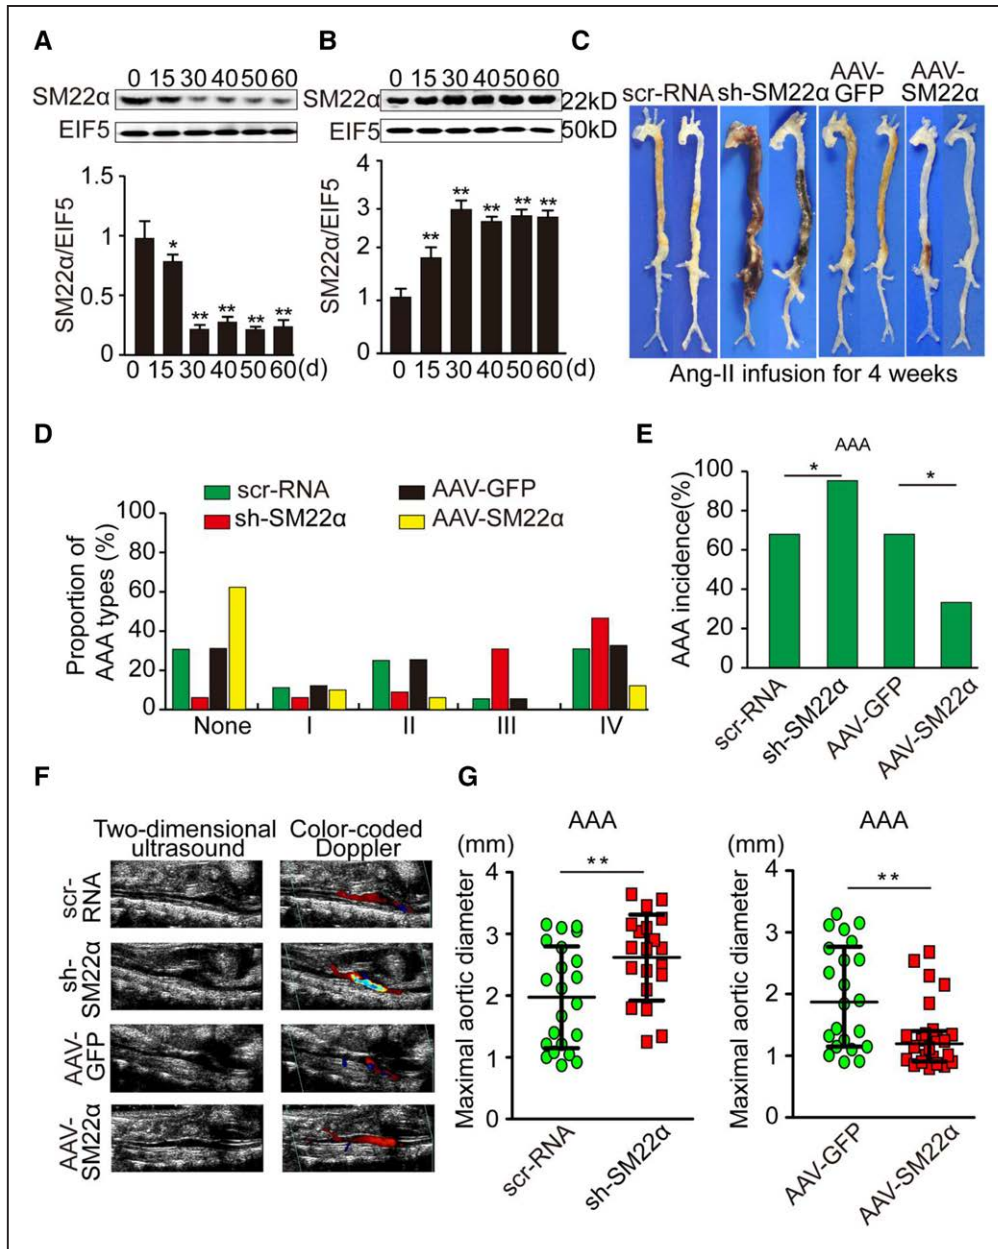 A
0 15 30 40 50 60
SM22α
EIF5
1.5
1
0.5
0
SM22α/EIF5
* ** ** ** **
0 15 30 40 50 60 (d)
B
0 15 30 40 50 60
SM22α 22kD
EIF5 50kD
4
3
2
1
0
SM22α/EIF5
** ** ** ** **
0 15 30 40 50 60 (d)
C
scr-RNA sh-SM22α AAV-GFP AAV-SM22α
Ang-II infusion for 4 weeks
D
scr-RNA AAV-GFP
sh-SM22α AAV-SM22α
100
80
60
40
20
0
Proportion of
AAA types (%)
None I II III IV
E
AAA
* *
100
80
60
40
20
0
AAA incidence(%)
scr-RNA sh-SM22α AAV-GFP AAV-SM22α
F
Two-dimensional
ultrasound
Color-coded
Doppler
scr-
RNA
sh-
SM22α
AAV-
GFP
AAV-
SM22α
G
(mm) AAA
**
4
3
2
1
0
Maximal aortic diameter
scr-RNA sh-SM22α
(mm) AAA
**
4
3
2
1
0
Maximal aortic diameter
AAV-GFP AAV-SM22α